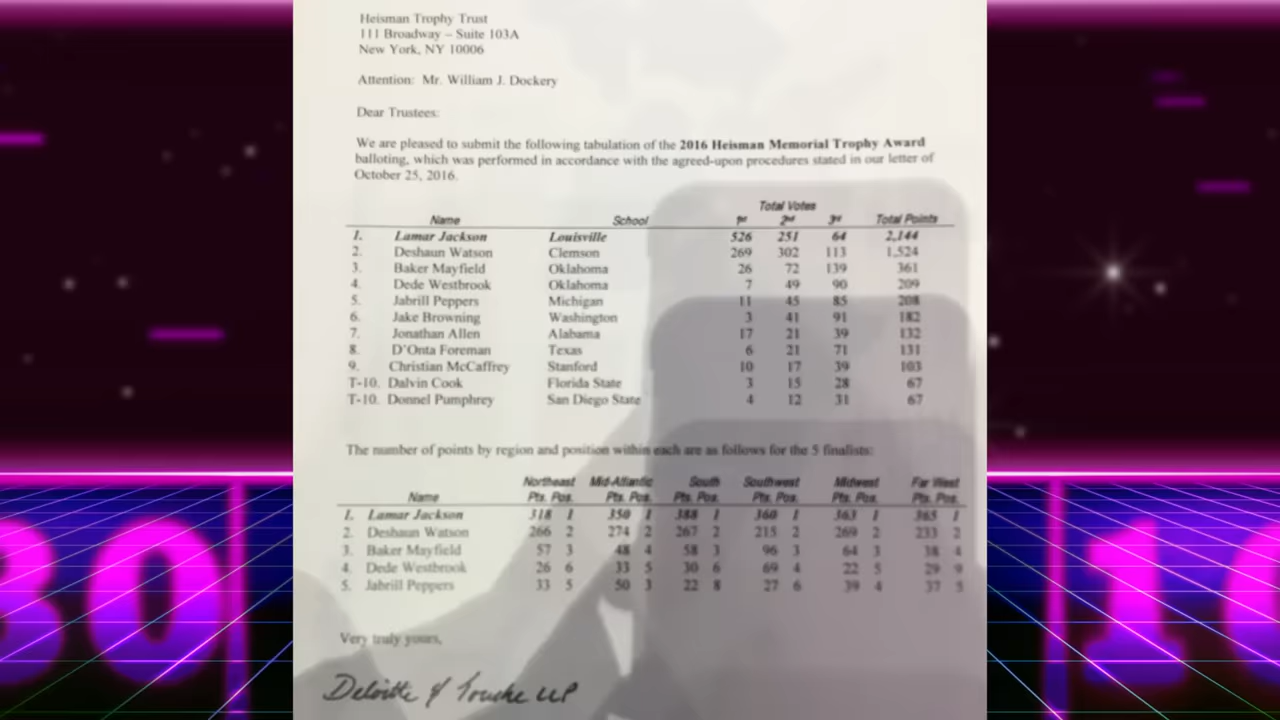 Heisman Trophy Trust
111 Broadway – Suite 103A
New York, NY 10006
Attention: Mr. William J. Dockery
Dear Trustees:
We are pleased to submit the following tabulation of the 2016 Heisman Memorial Trophy Award
balloting, which was performed in accordance with the agreed-upon procedures stated in our letter of
October 25, 2016.
Total Votes
Name School 1st 2nd 3rd Total Points
1. Lamar Jackson Louisville 526 251 64 2,144
2. Deshaun Watson Clemson 269 302 113 1,524
3. Baker Mayfield Oklahoma 26 72 139 361
4. Dede Westbrook Oklahoma 7 49 90 209
5. Jabrill Peppers Michigan 11 45 85 208
6. Jake Browning Washington 3 41 91 182
7. Jonathan Allen Alabama 17 21 39 132
8. D'Onta Foreman Texas 6 21 71 131
9. Christian McCaffrey Stanford 10 17 39 103
T-10. Dalvin Cook Florida State 3 15 28 67
T-10. Donnel Pumphrey San Diego State 4 12 31 67
The number of points by region and position within each are as follows for the 5 finalists:
Northeast Mid-Atlantic South Southwest Midwest Far West
Name Pts. Pos. Pts. Pos. Pts. Pos. Pts. Pos. Pts. Pos. Pts. Pos.
1. Lamar Jackson 318 1 350 1 388 1 360 1 363 1 365 1
2. Deshaun Watson 266 2 274 2 267 2 215 2 269 2 233 2
3. Baker Mayfield 57 3 48 4 58 3 96 3 64 3 38 4
4. Dede Westbrook 26 6 33 5 30 6 69 4 22 5 29 9
5. Jabrill Peppers 33 5 50 3 22 8 27 6 39 4 37 5
Very truly yours,
Deloitte & Touche LLP
30
1